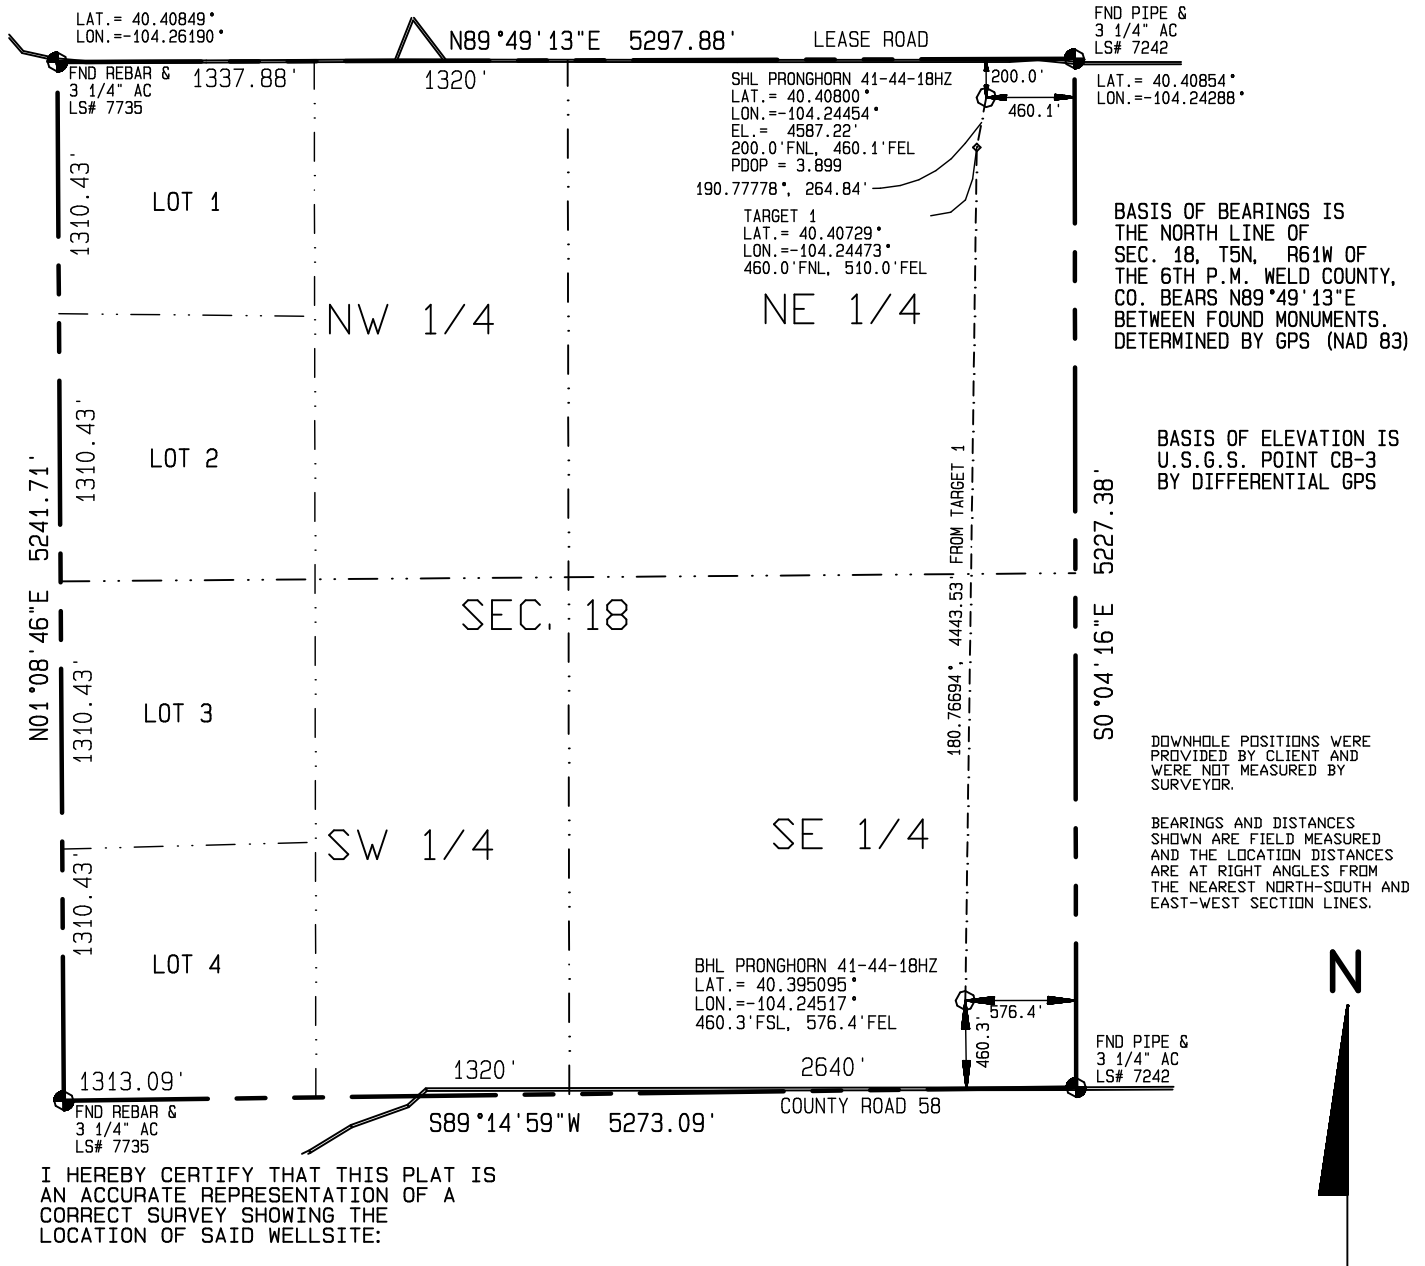 LAT.= 40.40849°
LON.=-104.26190°
N89°49'13"E 5297.88'
LEASE ROAD
FND PIPE &
3 1/4" AC
LS# 7242
FND REBAR &
3 1/4" AC
LS# 7735
1337.88'
1320'
SHL PRONGHORN 41-44-18HZ
LAT.= 40.40800°
LON.=-104.24454°
EL.= 4587.22'
200.0'FNL, 460.1'FEL
PDOP = 3.899
200.0'
460.1'
LAT.= 40.40854°
LON.=-104.24288°
190.77778°, 264.84'
TARGET 1
LAT.= 40.40729°
LON.=-104.24473°
460.0'FNL, 510.0'FEL
1310.43'
LOT 1
BASIS OF BEARINGS IS
THE NORTH LINE OF
SEC. 18, T5N, R61W OF
THE 6TH P.M. WELD COUNTY,
CO. BEARS N89°49'13"E
BETWEEN FOUND MONUMENTS.
DETERMINED BY GPS (NAD 83)
NW 1/4
NE 1/4
1310.43'
LOT 2
BASIS OF ELEVATION IS
U.S.G.S. POINT CB-3
BY DIFFERENTIAL GPS
N01°08'46"E 5241.71'
180.76694°, 4443.53' FROM TARGET 1
S0°04'16"E 5227.38'
SEC. 18
1310.43'
LOT 3
DOWNHOLE POSITIONS WERE
PROVIDED BY CLIENT AND
WERE NOT MEASURED BY
SURVEYOR.
SW 1/4
SE 1/4
BEARINGS AND DISTANCES
SHOWN ARE FIELD MEASURED
AND THE LOCATION DISTANCES
ARE AT RIGHT ANGLES FROM
THE NEAREST NORTH-SOUTH AND
EAST-WEST SECTION LINES.
1310.43'
LOT 4
BHL PRONGHORN 41-44-18HZ
LAT.= 40.395095°
LON.=-104.24517°
460.3'FSL, 576.4'FEL
576.4'
460.3'
N
1313.09'
1320'
2640'
FND PIPE &
3 1/4" AC
LS# 7242
FND REBAR &
3 1/4" AC
LS# 7735
COUNTY ROAD 58
S89°14'59"W 5273.09'
I HEREBY CERTIFY THAT THIS PLAT IS
AN ACCURATE REPRESENTATION OF A
CORRECT SURVEY SHOWING THE
LOCATION OF SAID WELLSITE: